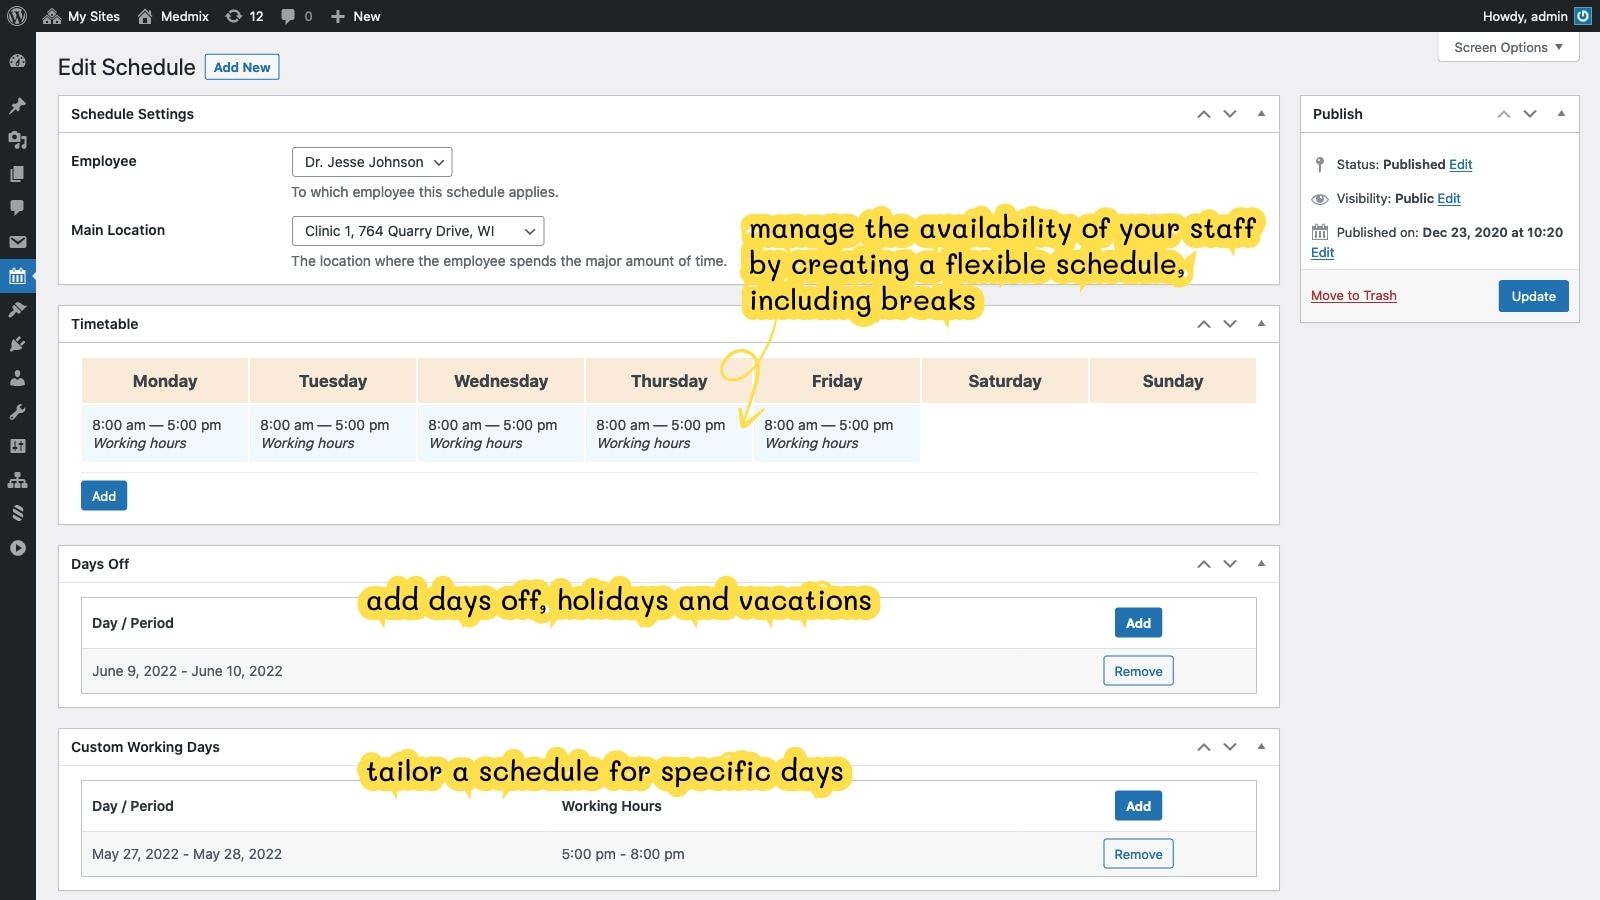 My Sites Medmix 12 0 New Howdy, admin
Screen Options
Edit Schedule Add New
Schedule Settings
Employee Dr. Jesse Johnson
To which employee this schedule applies.
Main Location Clinic 1, 764 Quarry Drive, WI
The location where the employee spends the major amount of time.
manage the availability of your staff
by creating a flexible schedule,
including breaks
Publish
Status: Published Edit
Visibility: Public Edit
Published on: Dec 23, 2020 at 10:20
Edit
Move to Trash Update
Timetable
Monday Tuesday Wednesday Thursday Friday Saturday Sunday
8:00 am — 5:00 pm 8:00 am — 5:00 pm 8:00 am — 5:00 pm 8:00 am — 5:00 pm 8:00 am — 5:00 pm
Working hours Working hours Working hours Working hours Working hours
Add
Days Off
add days off, holidays and vacations
Day / Period Add
June 9, 2022 - June 10, 2022 Remove
Custom Working Days
tailor a schedule for specific days
Day / Period Working Hours Add
May 27, 2022 - May 28, 2022 5:00 pm - 8:00 pm Remove